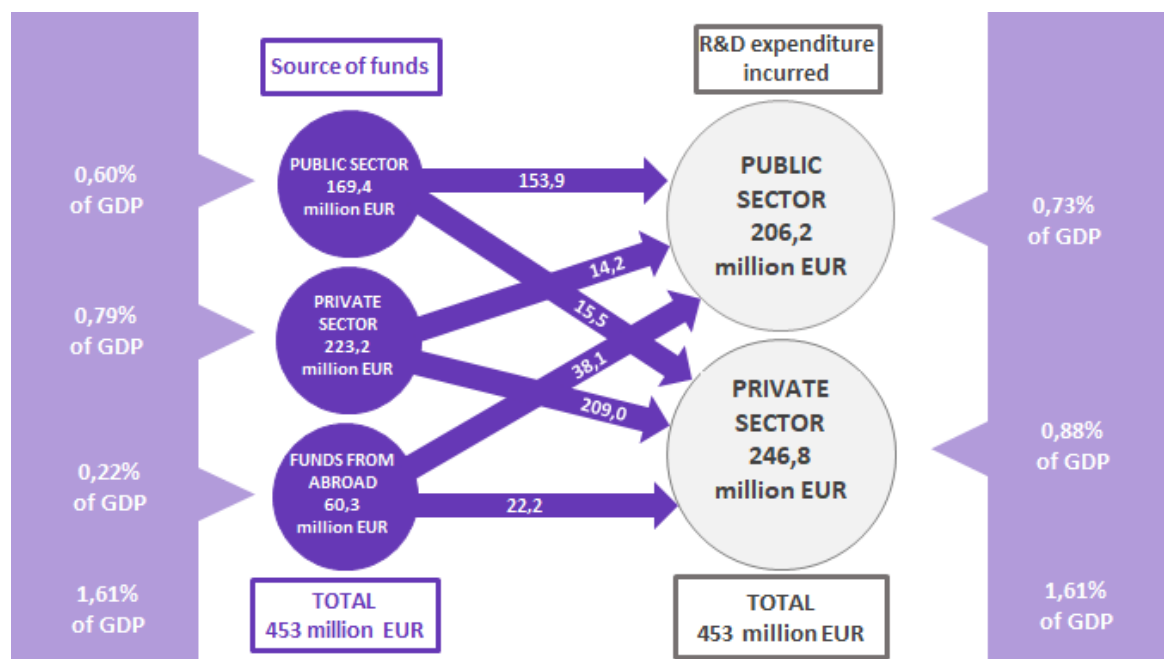 Source of funds
R&D expenditure
incurred
0,60%
of GDP
PUBLIC SECTOR
169,4
million EUR
153,9
PUBLIC
SECTOR
206,2
million EUR
0,73%
of GDP
0,79%
of GDP
PRIVATE
SECTOR
223,2
million EUR
14,2
15,5
38,1
209,0
PRIVATE
SECTOR
246,8
million EUR
0,88%
of GDP
0,22%
of GDP
FUNDS FROM
ABROAD
60,3
million EUR
22,2
1,61%
of GDP
TOTAL
453 million EUR
TOTAL
453 million EUR
1,61%
of GDP